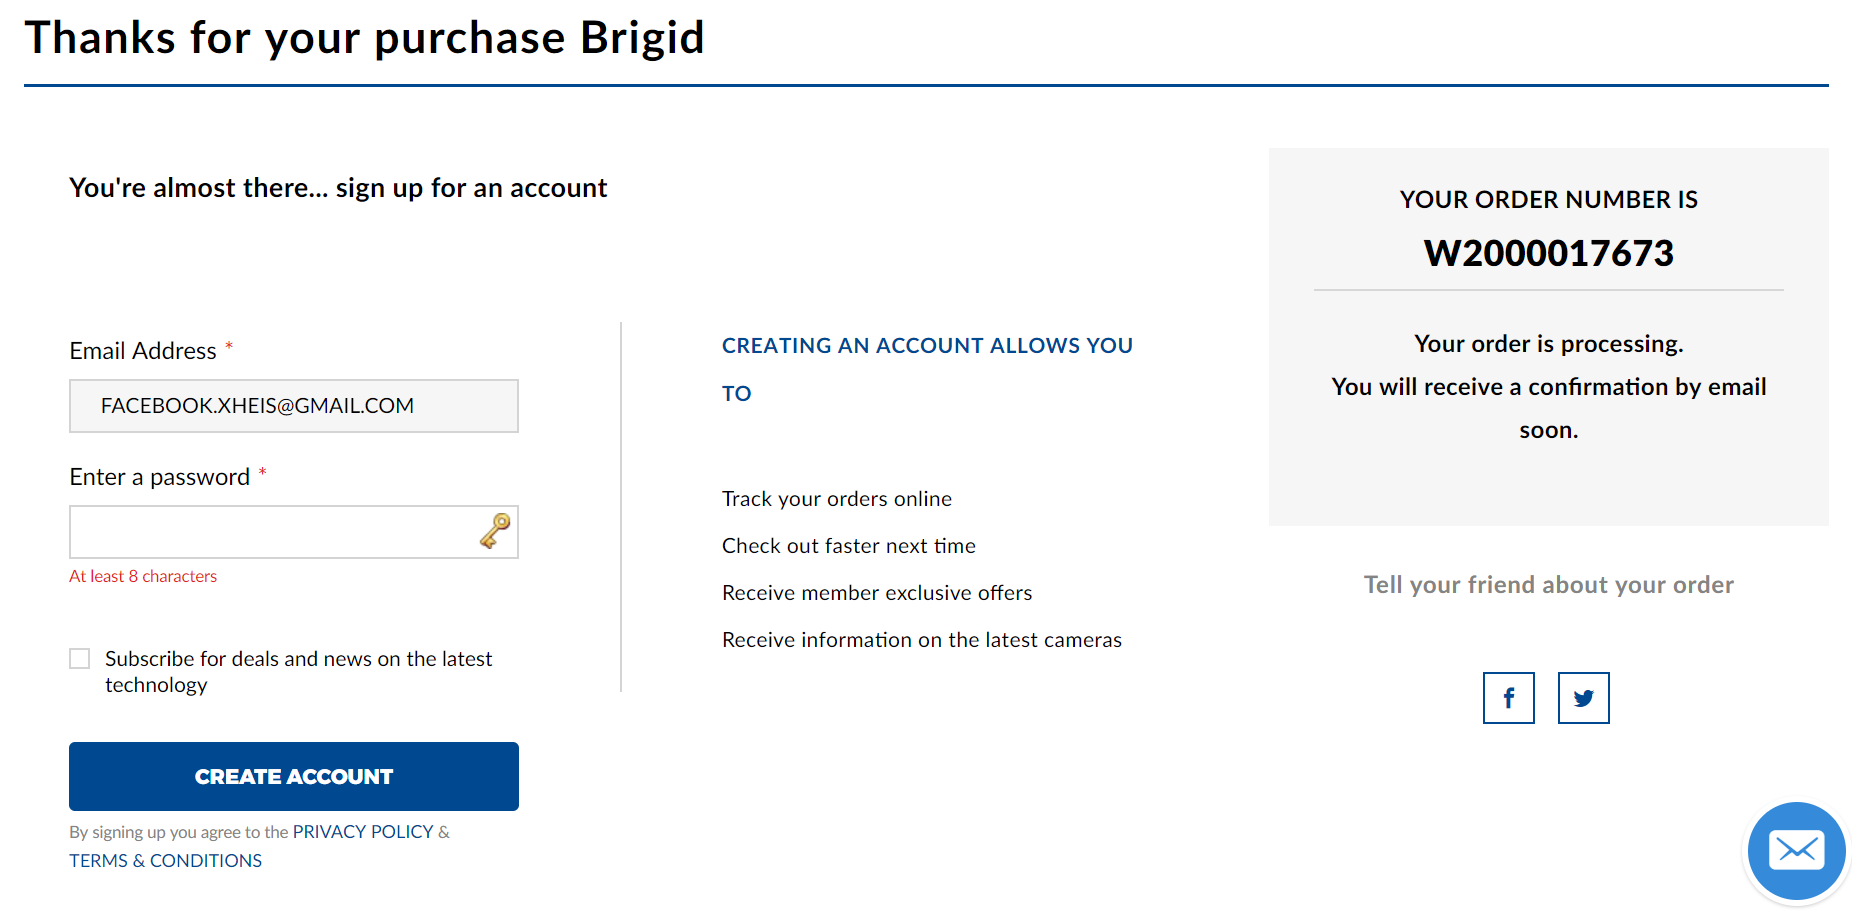 Thanks for your purchase Brigid
You're almost there... sign up for an account
Email Address *
FACEBOOK.XHEIS@GMAIL.COM
Enter a password *
At least 8 characters
Subscribe for deals and news on the latest
technology
CREATE ACCOUNT
By signing up you agree to the PRIVACY POLICY &
TERMS & CONDITIONS
CREATING AN ACCOUNT ALLOWS YOU
TO
Track your orders online
Check out faster next time
Receive member exclusive offers
Receive information on the latest cameras
YOUR ORDER NUMBER IS
W2000017673
Your order is processing.
You will receive a confirmation by email
soon.
Tell your friend about your order